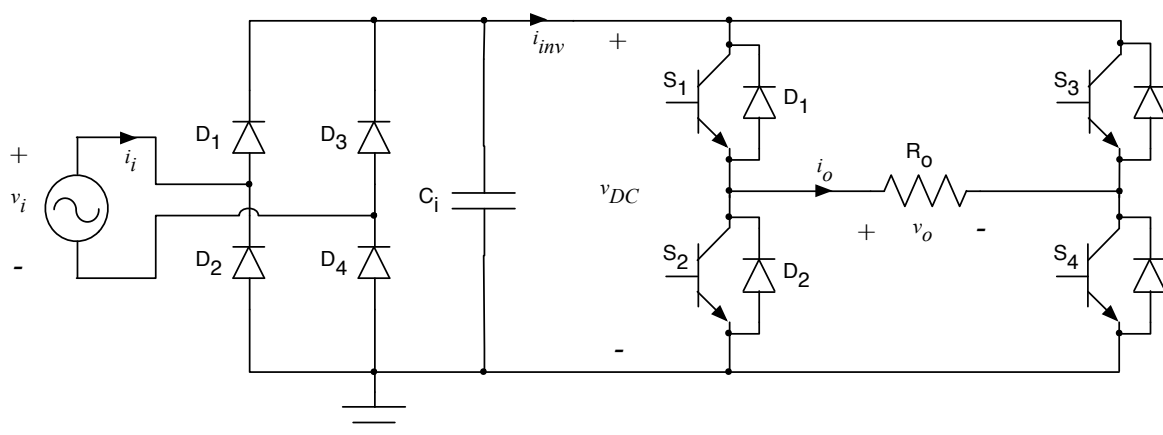 i_inv
+
S1
D1
S3
D1
D3
+
i_i
v_i
C_i
v_DC
i_o
R_o
+
v_o
-
-
D2
D4
S2
D2
S4
-